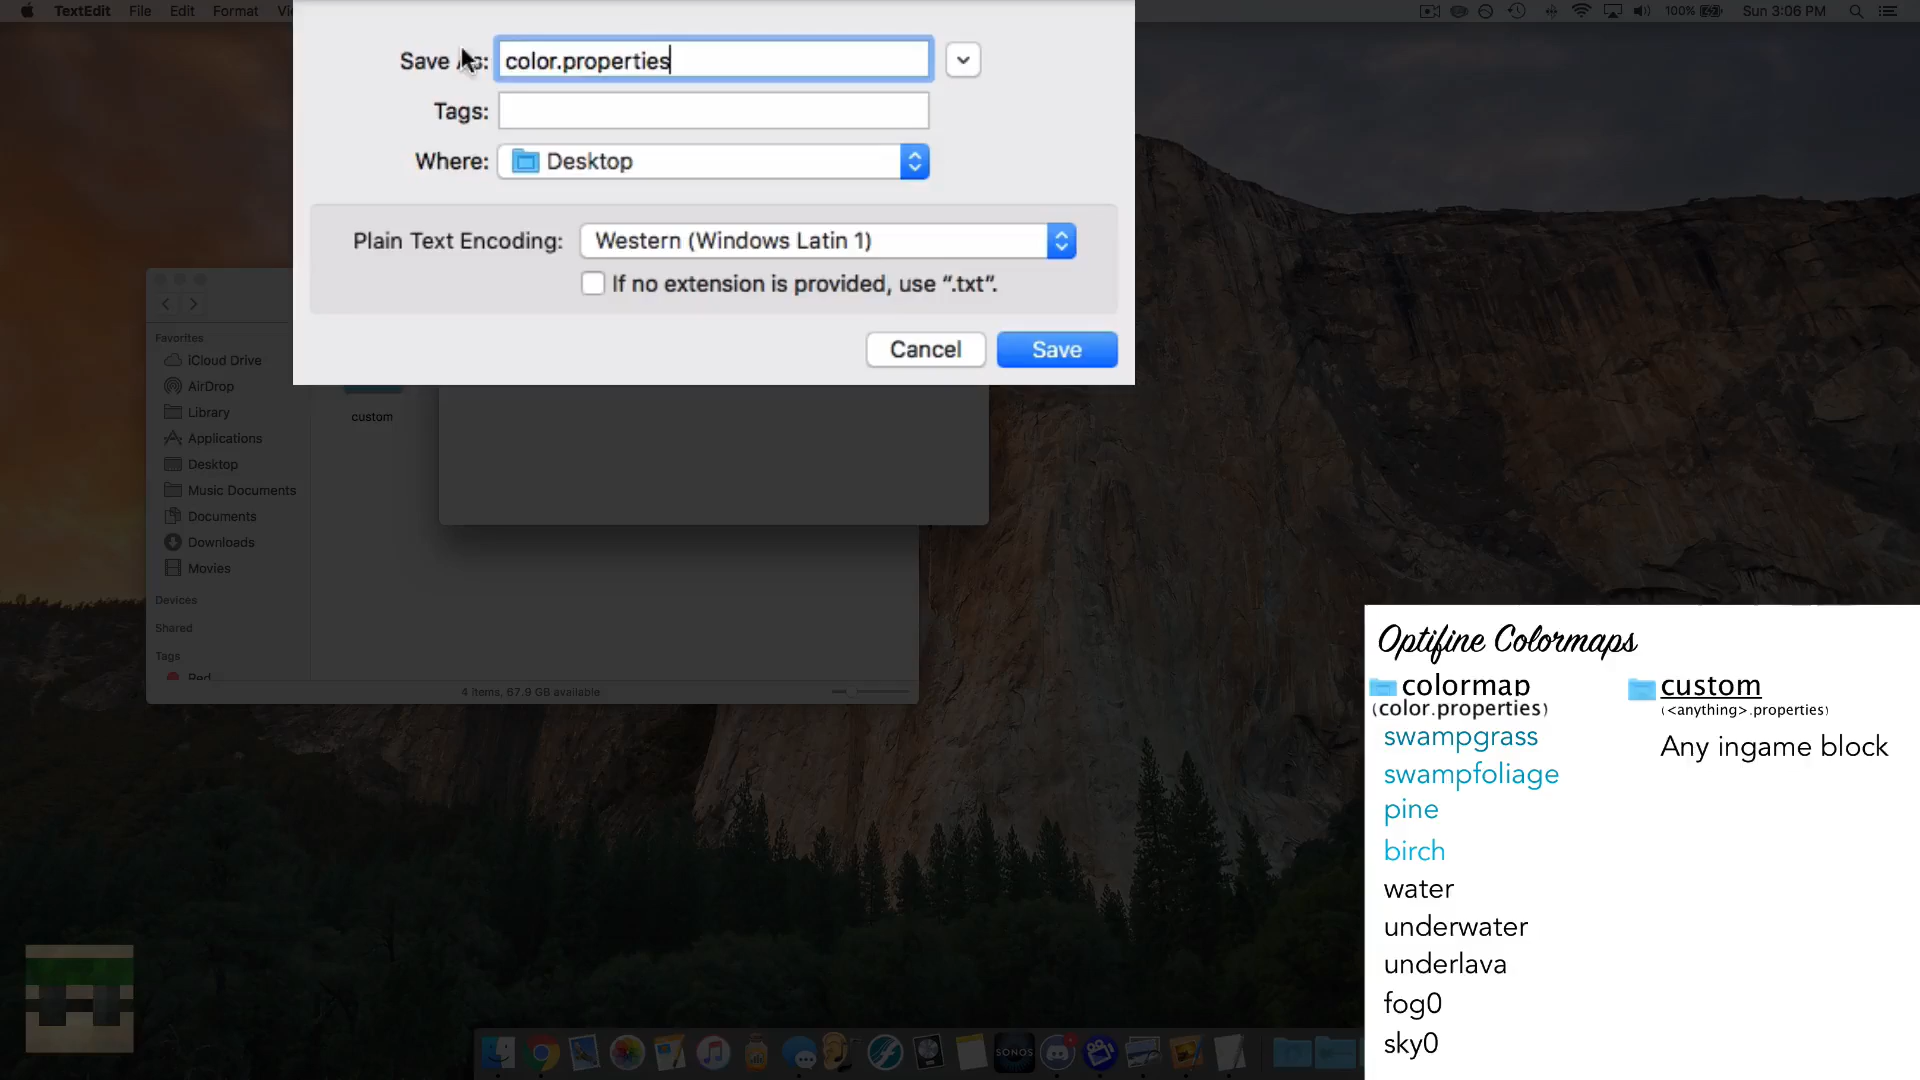 TextEdit File Edit Format Vi
100% Sun 3:06 PM
Save As: color.properties
Tags:
Where: Desktop
Plain Text Encoding: Western (Windows Latin 1)
If no extension is provided, use “.txt”.
Cancel Save
Favorites
iCloud Drive
AirDrop
Library
Applications
Desktop
Music Documents
Documents
Downloads
Movies
Devices
Shared
Tags
Red
custom
4 items, 67.9 GB available
Optifine Colormaps
colormap
(color.properties)
swampgrass
swampfoliage
pine
birch
water
underwater
underlava
fog0
sky0
custom
(<anything>.properties)
Any ingame block
SONOS